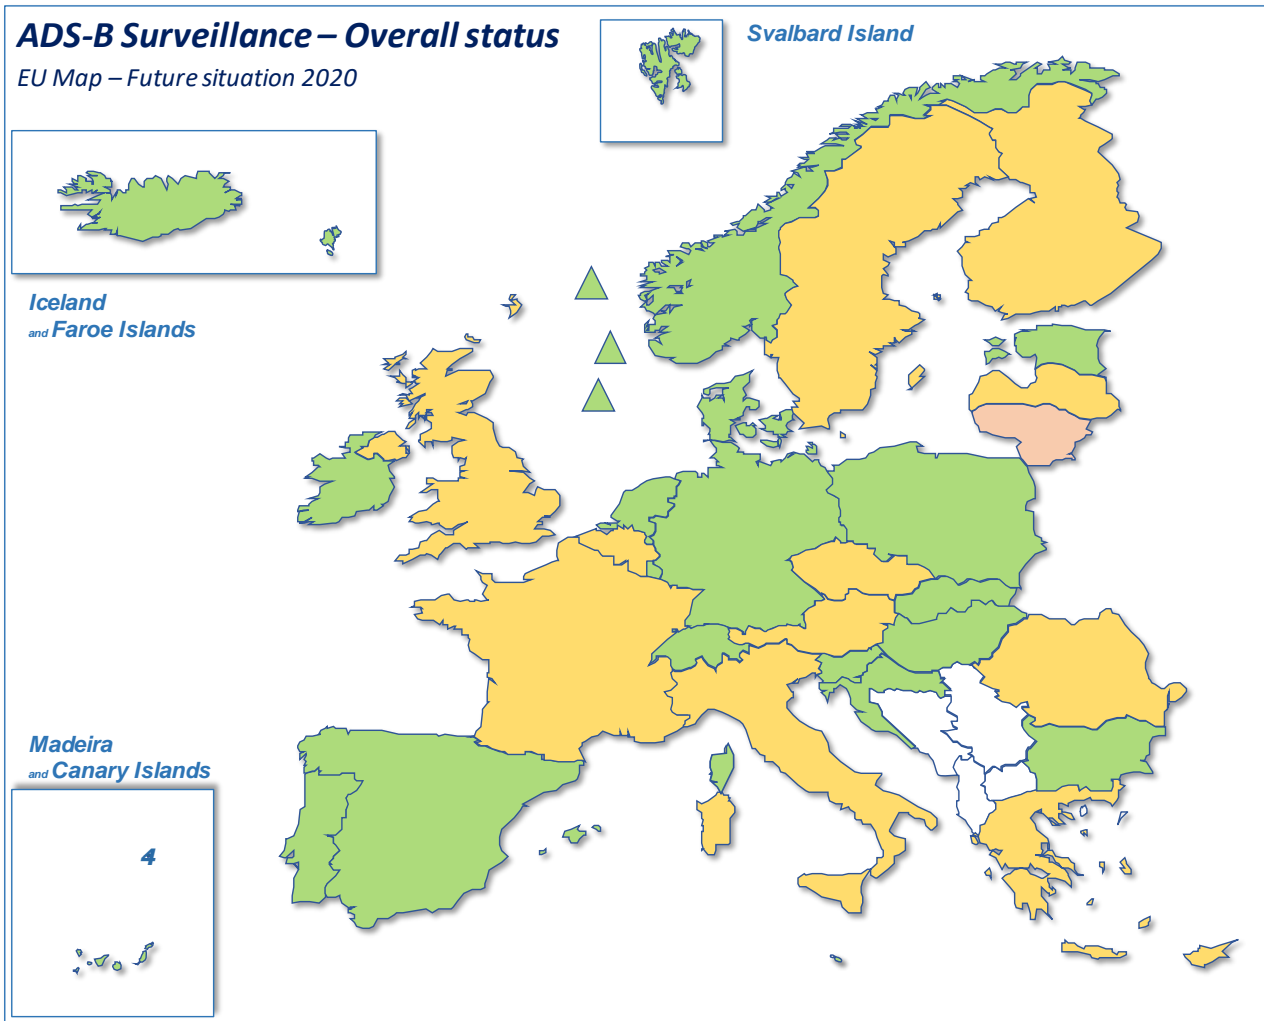 ADS-B Surveillance – Overall status
EU Map – Future situation 2020
Svalbard Island
Iceland
and Faroe Islands
Madeira
and Canary Islands